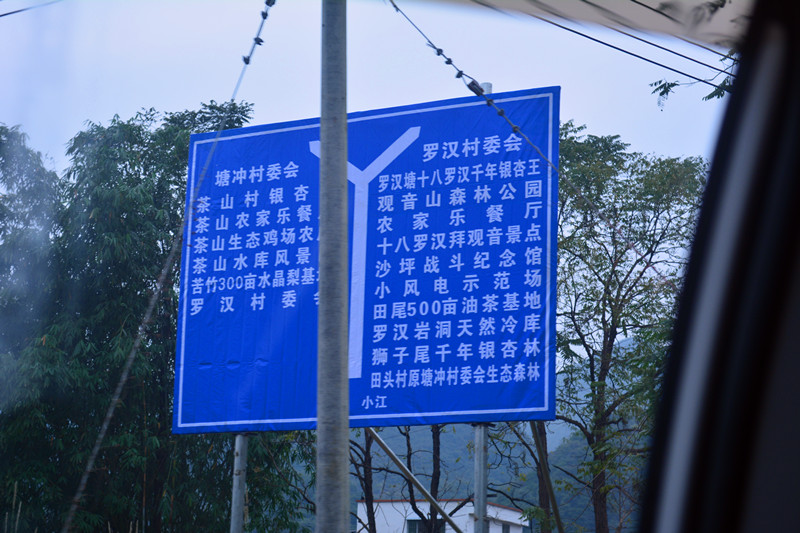 塘冲村委会
茶山村银杏
茶山农家乐餐
茶山生态鸡场农
茶山水库风景
苦竹300亩水晶梨基
罗汉村委会
罗汉村委会
罗汉塘十八罗汉千年银杏王
观音山森林公园
农家乐餐厅
十八罗汉拜观音景点
沙坪战斗纪念馆
小风电示范场
田尾500亩油茶基地
罗汉岩洞天然冷库
狮子尾千年银杏林
田头村原塘冲村委会生态森林
小江